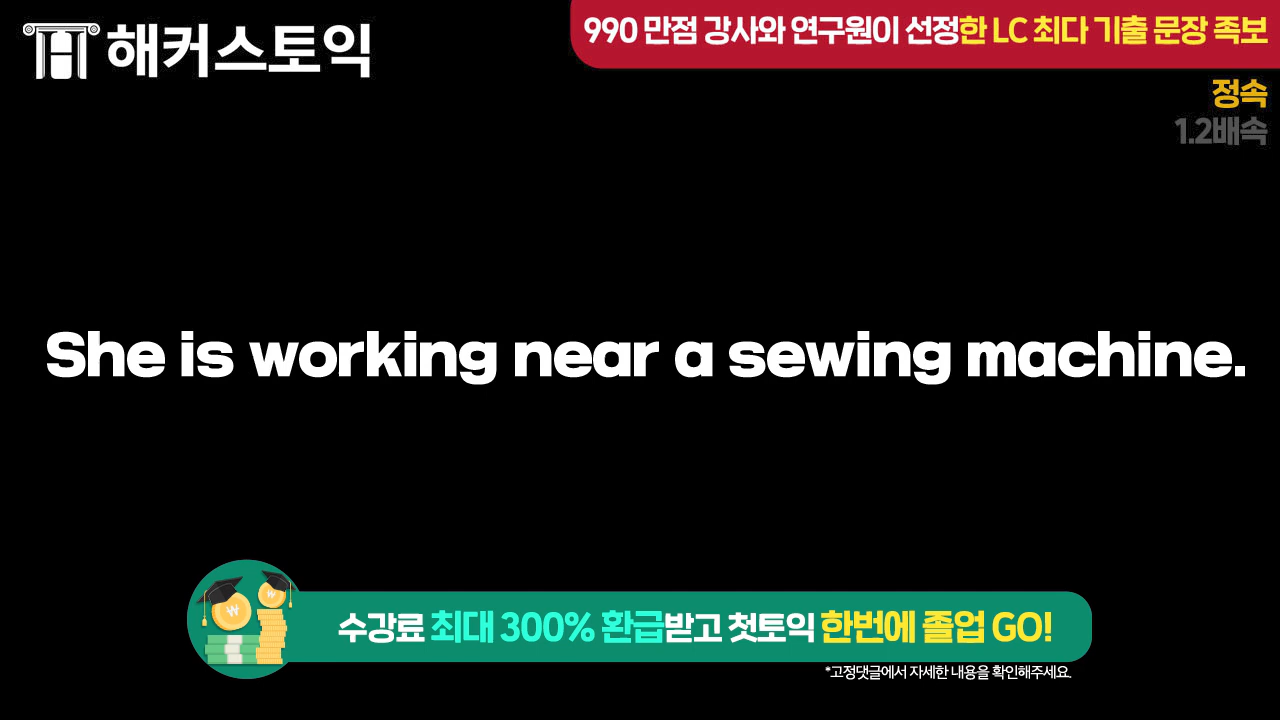 해커스토익
990 만점 강사와 연구원이 선정한 LC 최다 기출 문장 족보
정속
1.2배속
She is working near a sewing machine.
수강료 최대 300% 환급받고 첫토익 한번에 졸업 GO!
*고정댓글에서 자세한 내용을 확인해주세요.